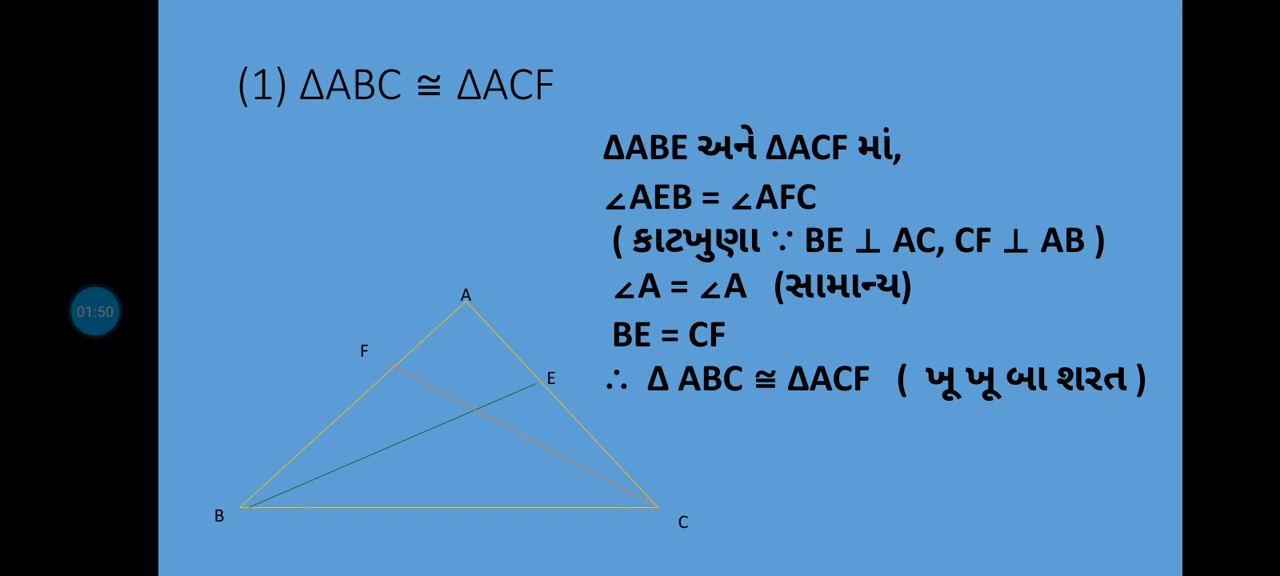 (1) ΔABC ≅ ΔACF
ΔABE અને ΔACF માં,
∠AEB = ∠AFC
( કાટખુણા ∵ BE ⊥ AC, CF ⊥ AB )
∠A = ∠A (સામાન્ય)
BE = CF
∴ Δ ABC ≅ ΔACF ( ખૂ ખૂ બા શરત )
01:50
A
F
E
B
C